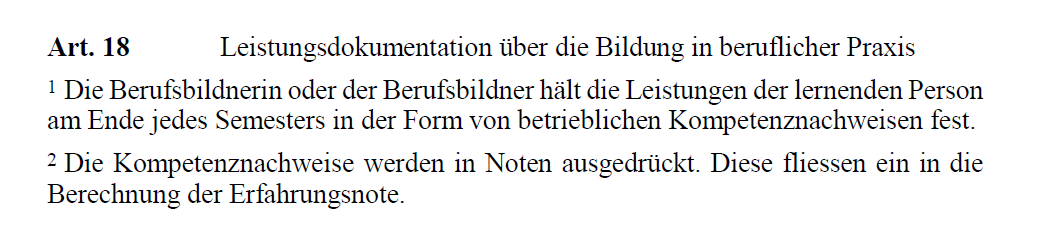 Art. 18 Leistungsdokumentation über die Bildung in beruflicher Praxis
1 Die Berufsbildnerin oder der Berufsbildner hält die Leistungen der lernenden Person
am Ende jedes Semesters in der Form von betrieblichen Kompetenznachweisen fest.
2 Die Kompetenznachweise werden in Noten ausgedrückt. Diese fliessen ein in die
Berechnung der Erfahrungsnote.